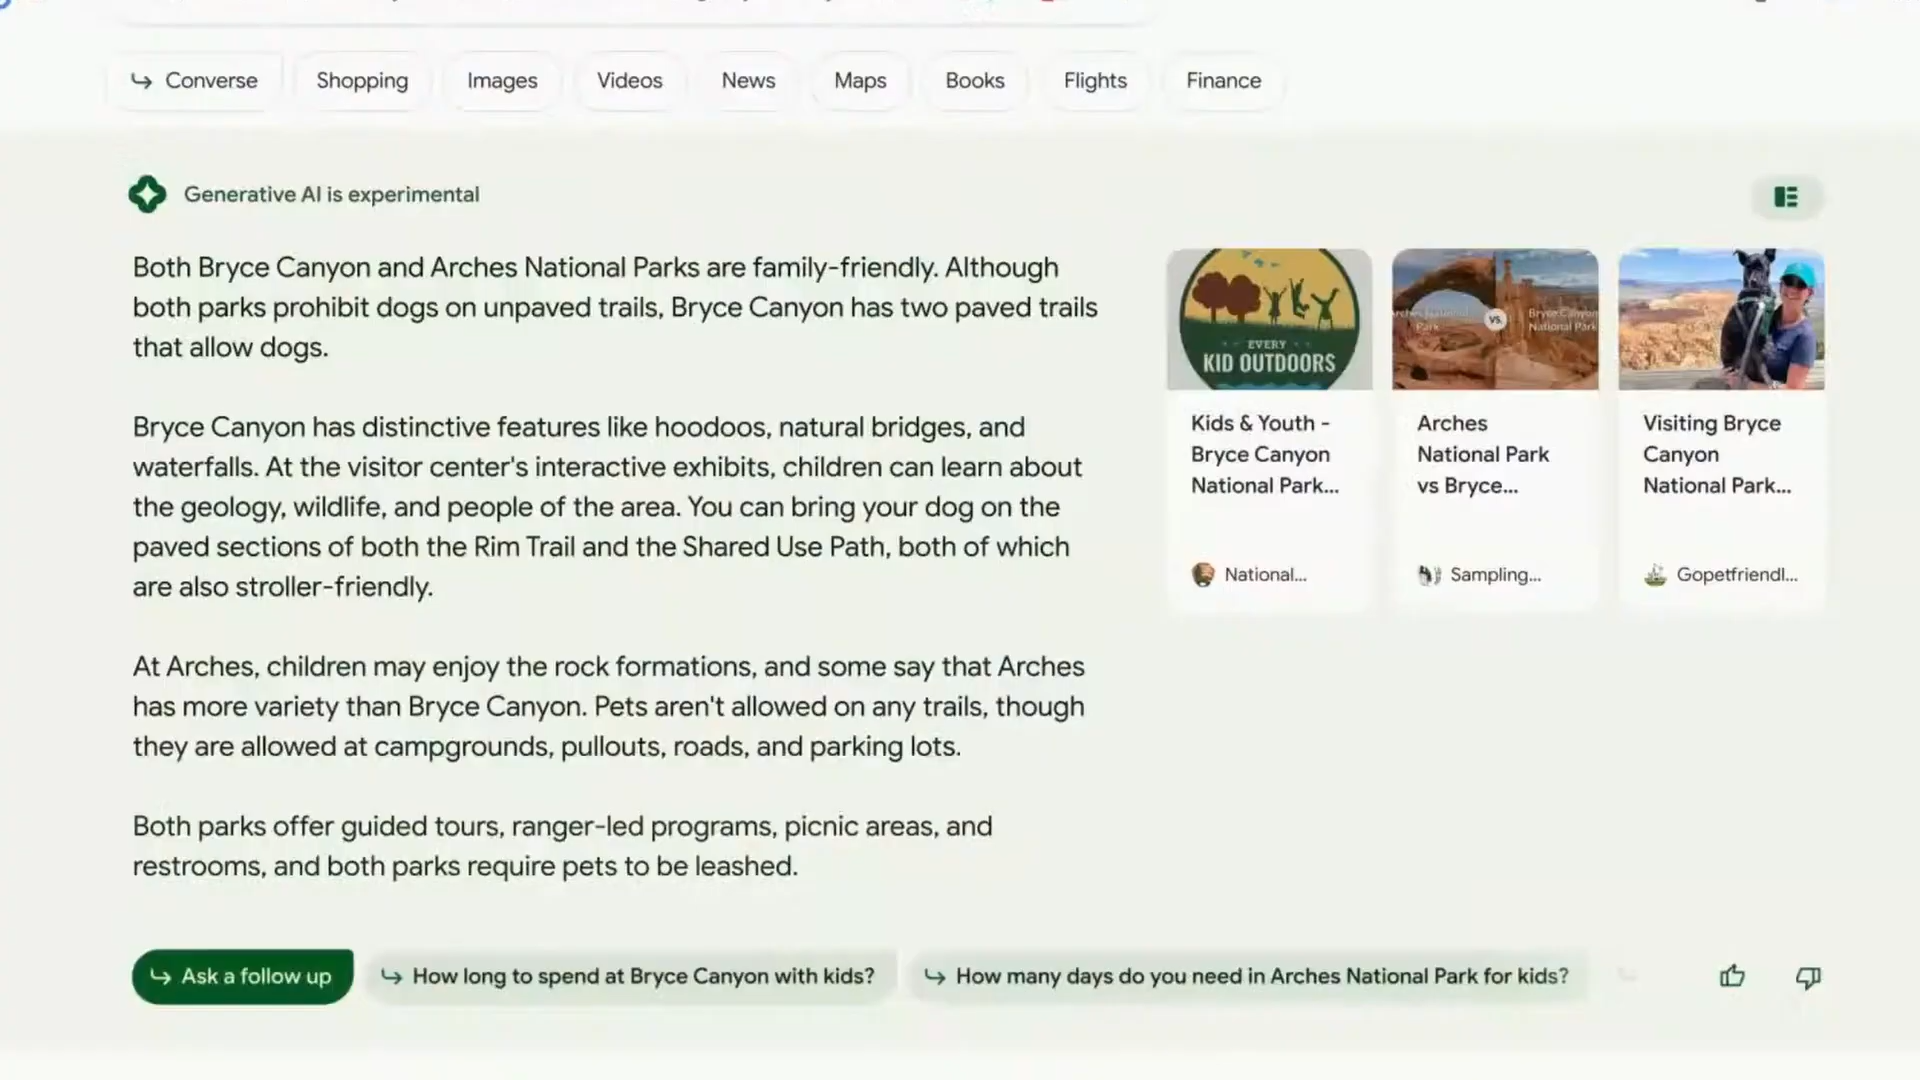 Converse
Shopping
Images
Videos
News
Maps
Books
Flights
Finance
Generative AI is experimental
Both Bryce Canyon and Arches National Parks are family-friendly. Although
both parks prohibit dogs on unpaved trails, Bryce Canyon has two paved trails
that allow dogs.
Bryce Canyon has distinctive features like hoodoos, natural bridges, and
waterfalls. At the visitor center's interactive exhibits, children can learn about
the geology, wildlife, and people of the area. You can bring your dog on the
paved sections of both the Rim Trail and the Shared Use Path, both of which
are also stroller-friendly.
At Arches, children may enjoy the rock formations, and some say that Arches
has more variety than Bryce Canyon. Pets aren't allowed on any trails, though
they are allowed at campgrounds, pullouts, roads, and parking lots.
Both parks offer guided tours, ranger-led programs, picnic areas, and
restrooms, and both parks require pets to be leashed.
EVERY
KID OUTDOORS
Kids & Youth -
Bryce Canyon
National Park...
National...
Park
VS
Bryce Canyon
National Park
Arches
National Park
vs Bryce...
Sampling...
Visiting Bryce
Canyon
National Park...
Gopetfriendl...
Ask a follow up
How long to spend at Bryce Canyon with kids?
How many days do you need in Arches National Park for kids?